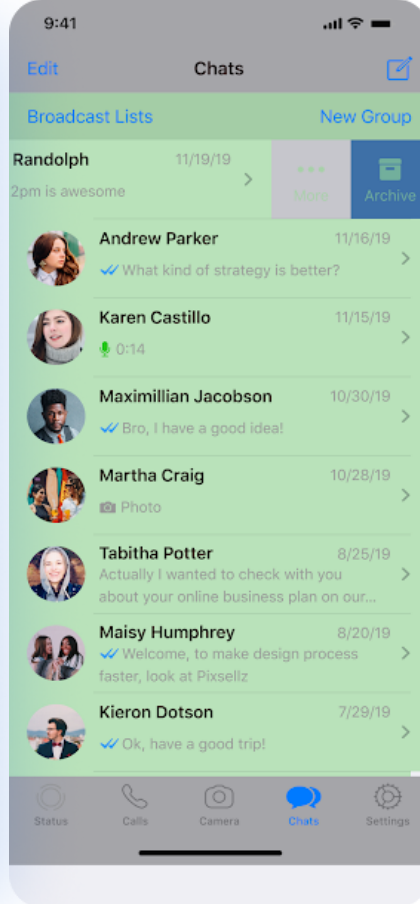 9:41
Edit
Chats
Broadcast Lists
New Group
Randolph
11/19/19
2pm is awesome
More
Archive
Andrew Parker
11/16/19
What kind of strategy is better?
Karen Castillo
11/15/19
0:14
Maximillian Jacobson
10/30/19
Bro, I have a good idea!
Martha Craig
10/28/19
Photo
Tabitha Potter
8/25/19
Actually I wanted to check with you
about your online business plan on our...
Maisy Humphrey
8/20/19
Welcome, to make design process
faster, look at Pixsellz
Kieron Dotson
7/29/19
Ok, have a good trip!
Status
Calls
Camera
Chats
Settings